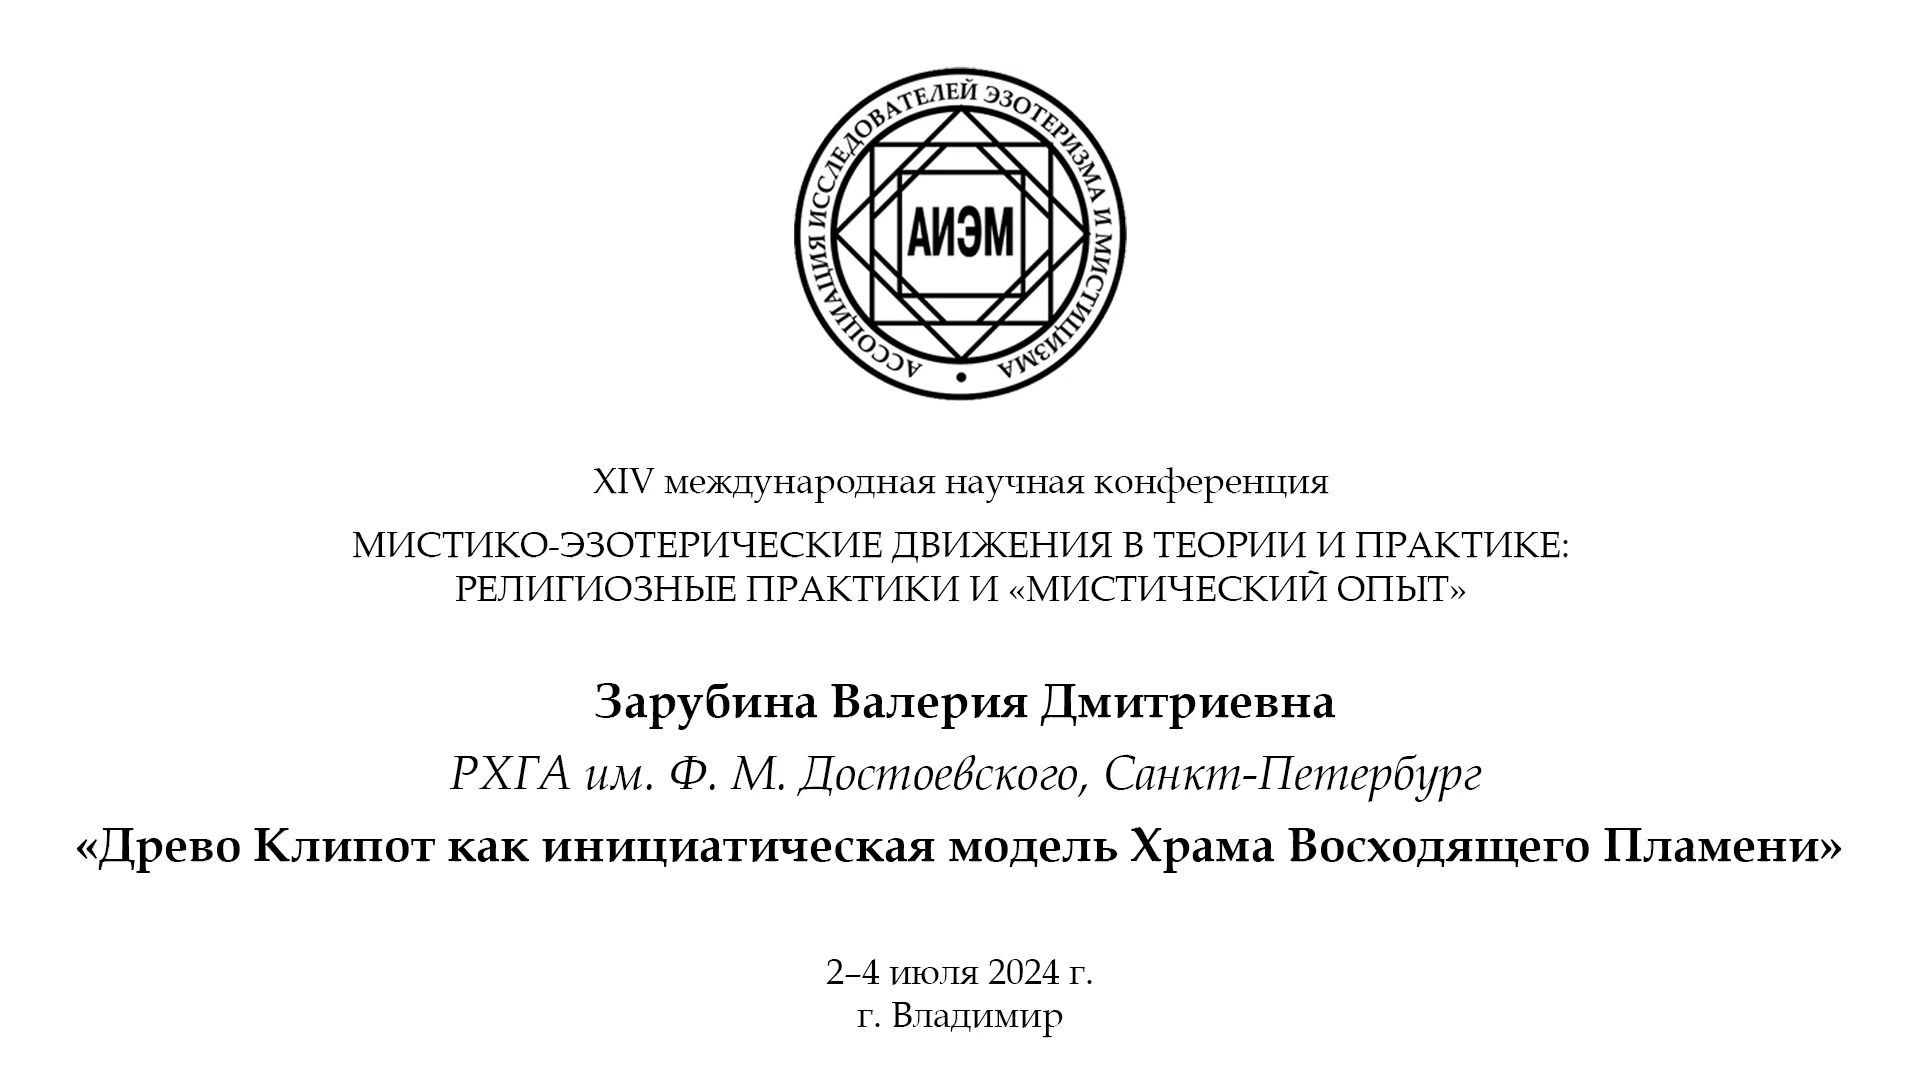 АССОЦИАЦИЯ ИССЛЕДОВАТЕЛЕЙ ЭЗОТЕРИЗМА И МИСТИЦИЗМА
АИЭМ
XIV международная научная конференция
МИСТИКО-ЭЗОТЕРИЧЕСКИЕ ДВИЖЕНИЯ В ТЕОРИИ И ПРАКТИКЕ:
РЕЛИГИОЗНЫЕ ПРАКТИКИ И «МИСТИЧЕСКИЙ ОПЫТ»
Зарубина Валерия Дмитриевна
РХГА им. Ф. М. Достоевского, Санкт-Петербург
«Древо Клипот как инициатическая модель Храма Восходящего Пламени»
2–4 июля 2024 г.
г. Владимир